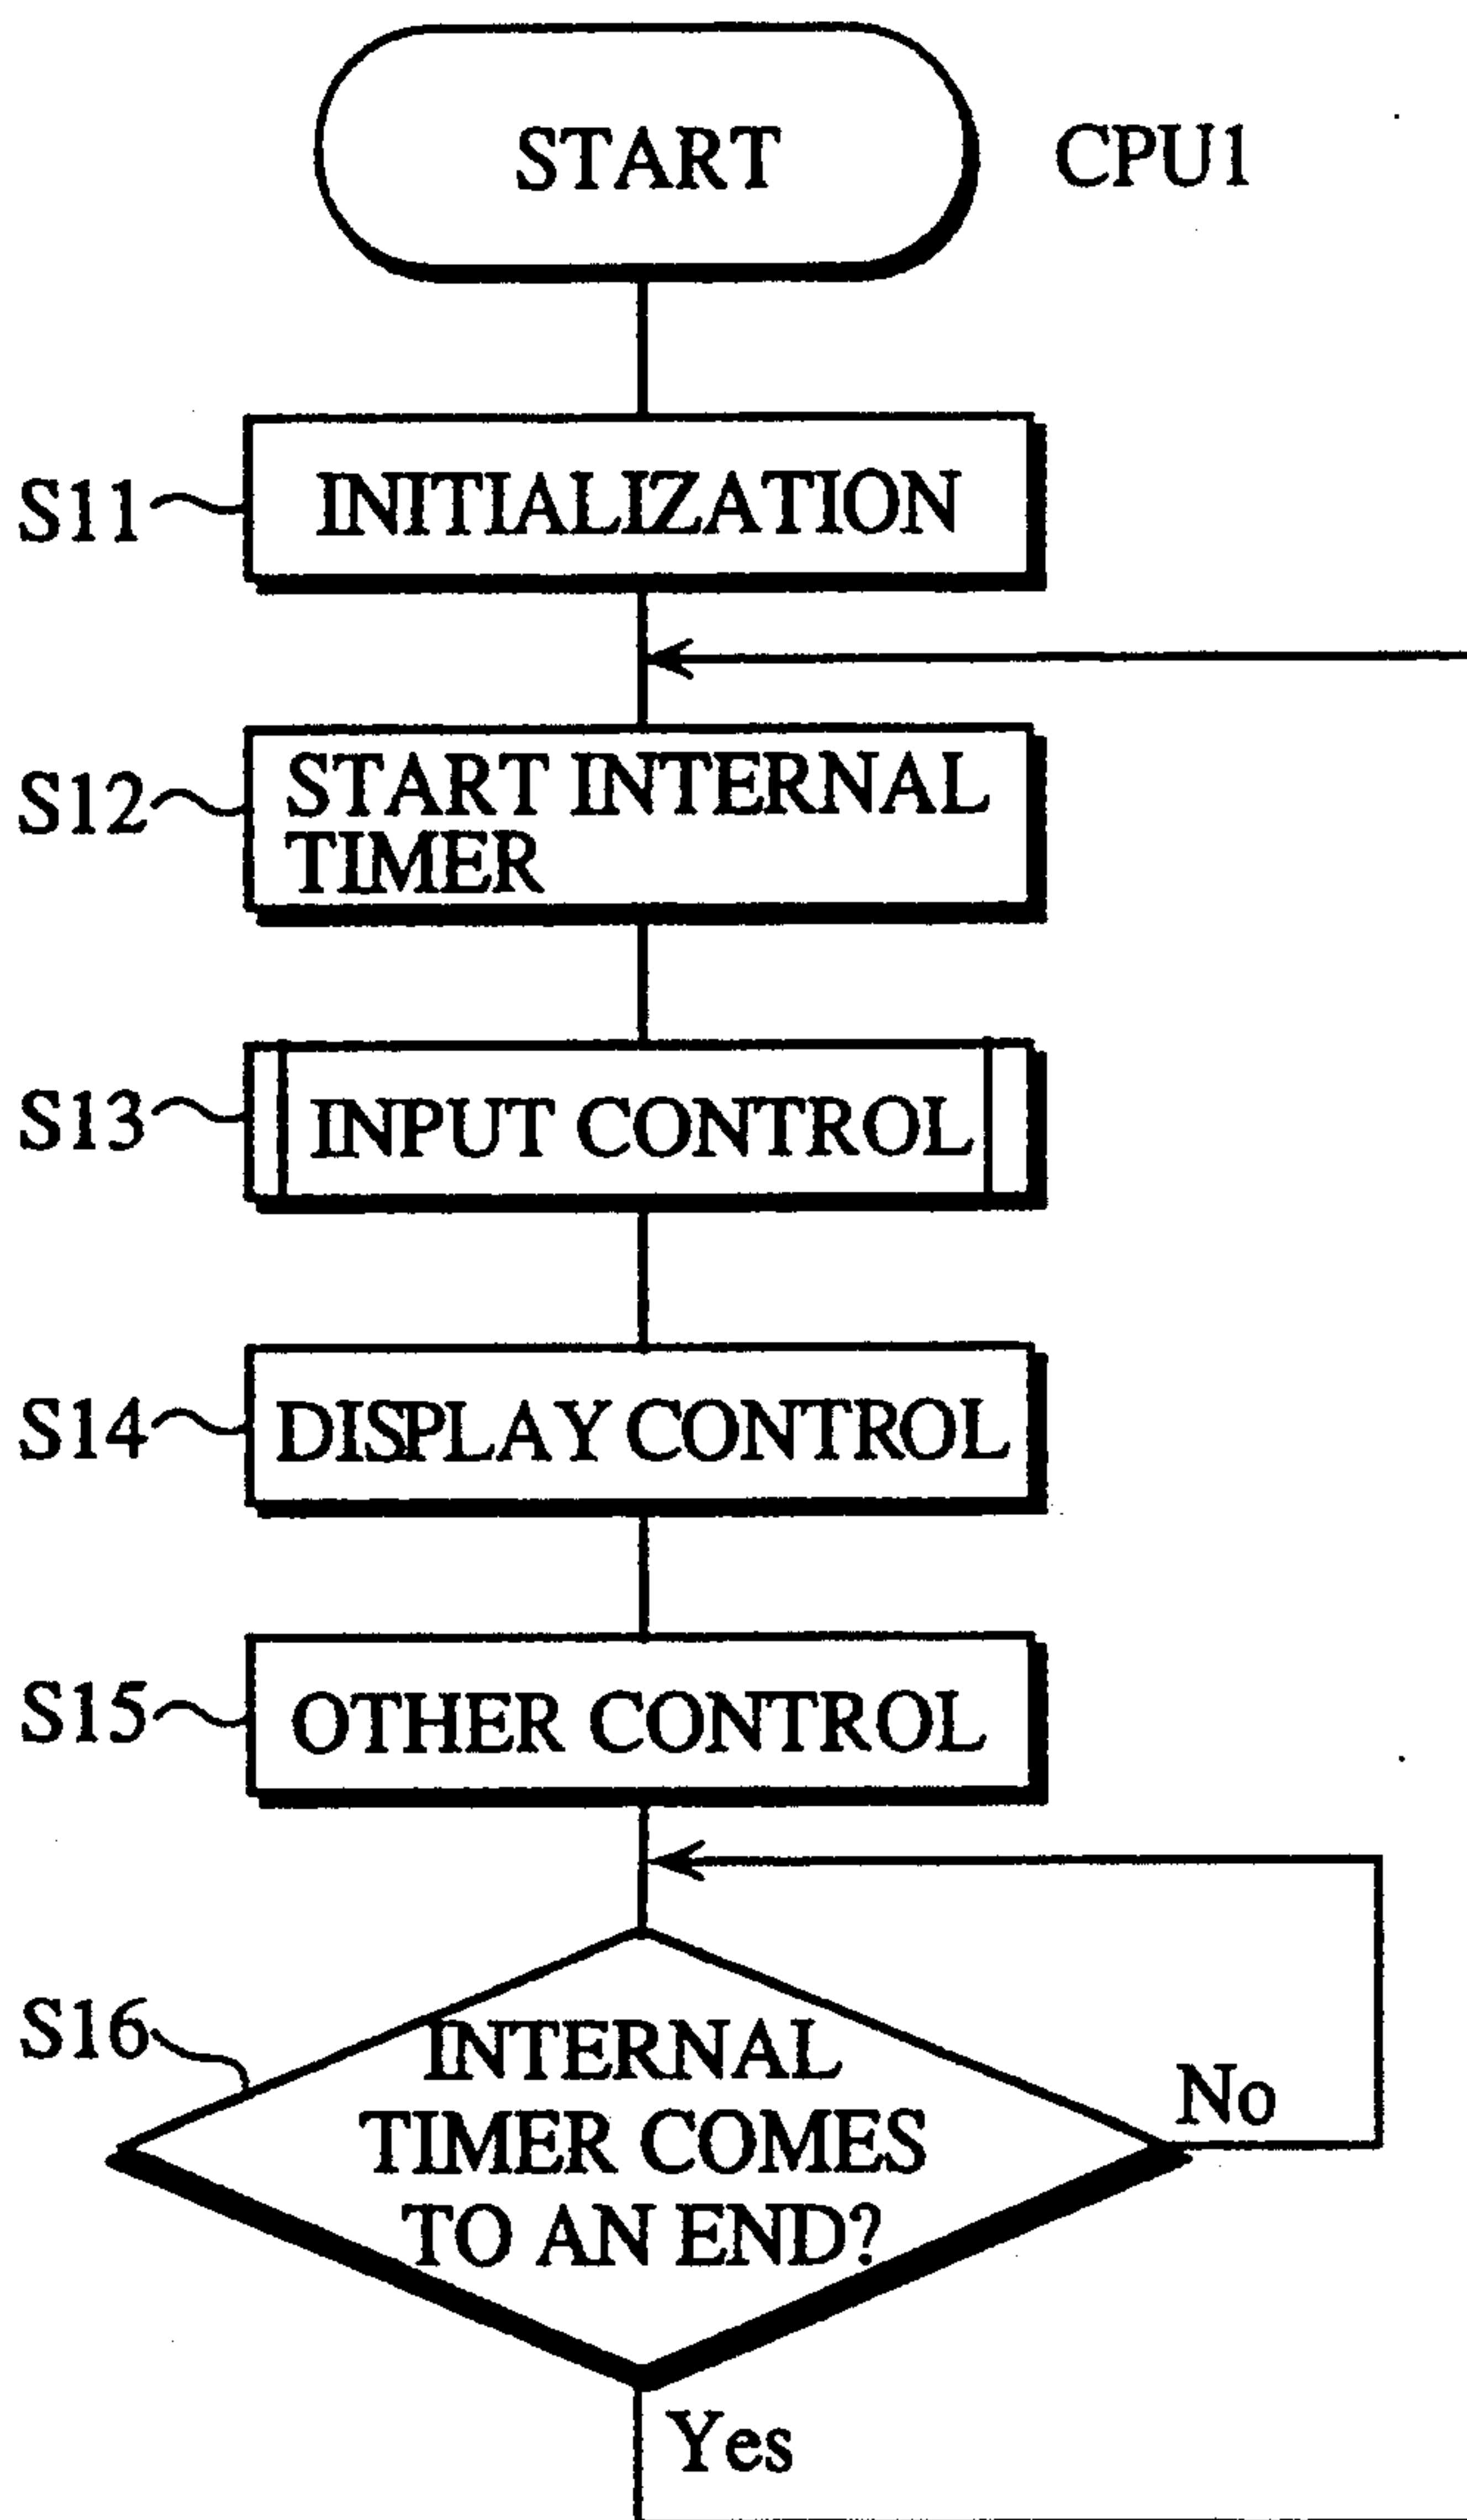 START
CPU1
S11
INITIALIZATION
S12
START INTERNAL
TIMER
S13
INPUT CONTROL
S14
DISPLAY CONTROL
S15
OTHER CONTROL
S16
INTERNAL
TIMER COMES
TO AN END?
No
Yes